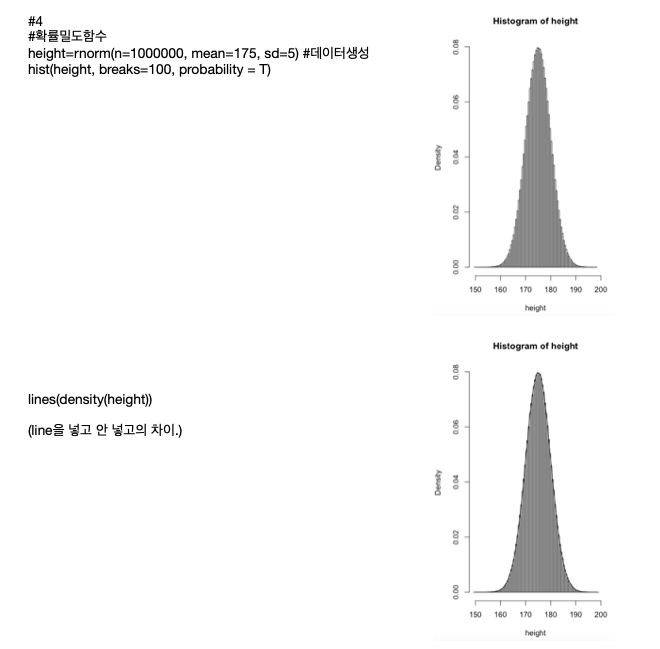 #4
#확률밀도함수
height=rnorm(n=1000000, mean=175, sd=5) #데이터생성
hist(height, breaks=100, probability = T)
Histogram of height
Density
0.00 0.02 0.04 0.06 0.08
150 160 170 180 190 200
height
lines(density(height))
(line을 넣고 안 넣고의 차이.)
Histogram of height
Density
0.00 0.02 0.04 0.06 0.08
150 160 170 180 190 200
height